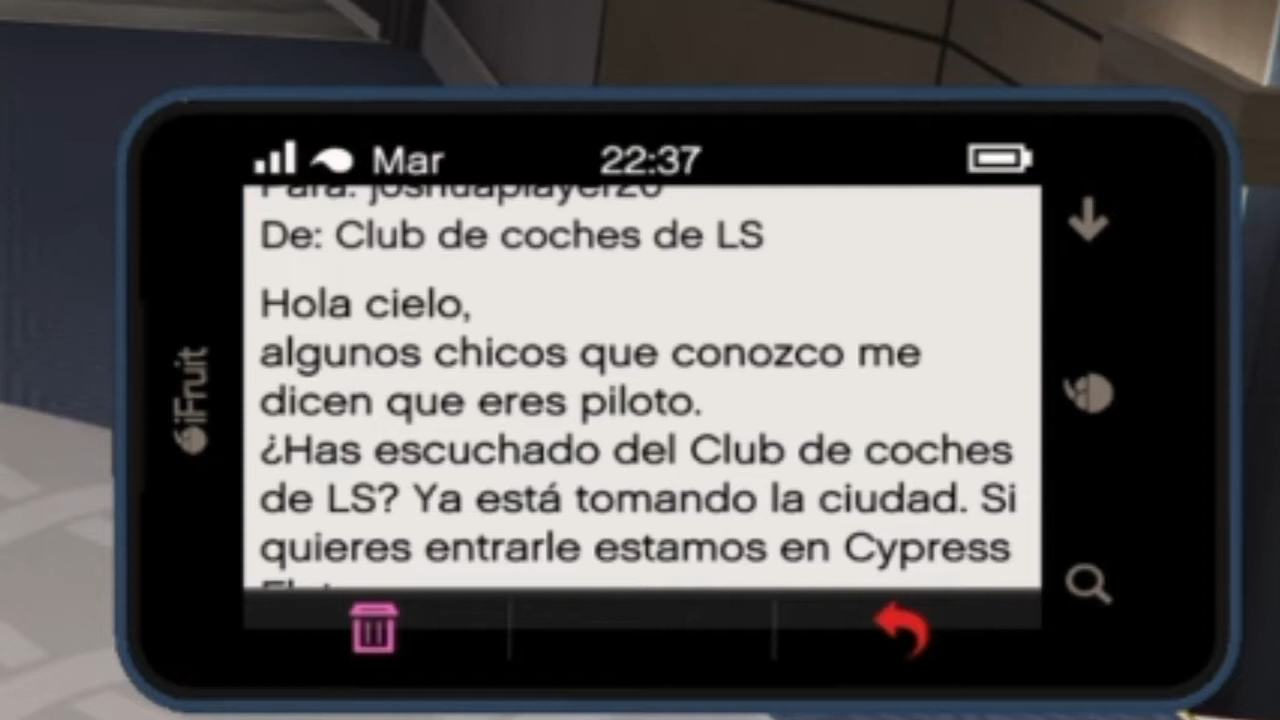 Mar 22:37
Para: joshuaplayer20
De: Club de coches de LS
Hola cielo,
algunos chicos que conozco me
dicen que eres piloto.
¿Has escuchado del Club de coches
de LS? Ya está tomando la ciudad. Si
quieres entrarle estamos en Cypress
iFruit